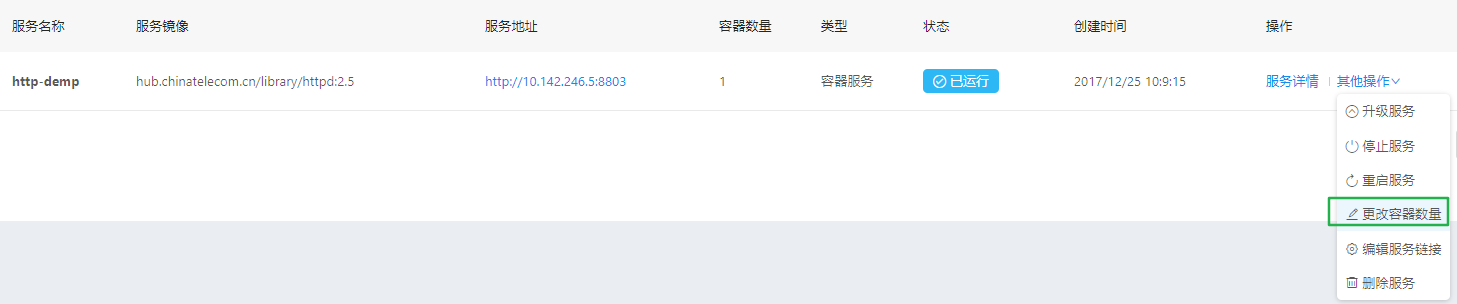 服务名称 服务镜像 服务地址 容器数量 类型 状态 创建时间 操作
http-demp hub.chinatelecom.cn/library/httpd:2.5 http://10.142.246.5:8803 1 容器服务 已运行 2017/12/25 10:9:15 服务详情 其他操作
升级服务
停止服务
重启服务
更改容器数量
编辑服务链接
删除服务